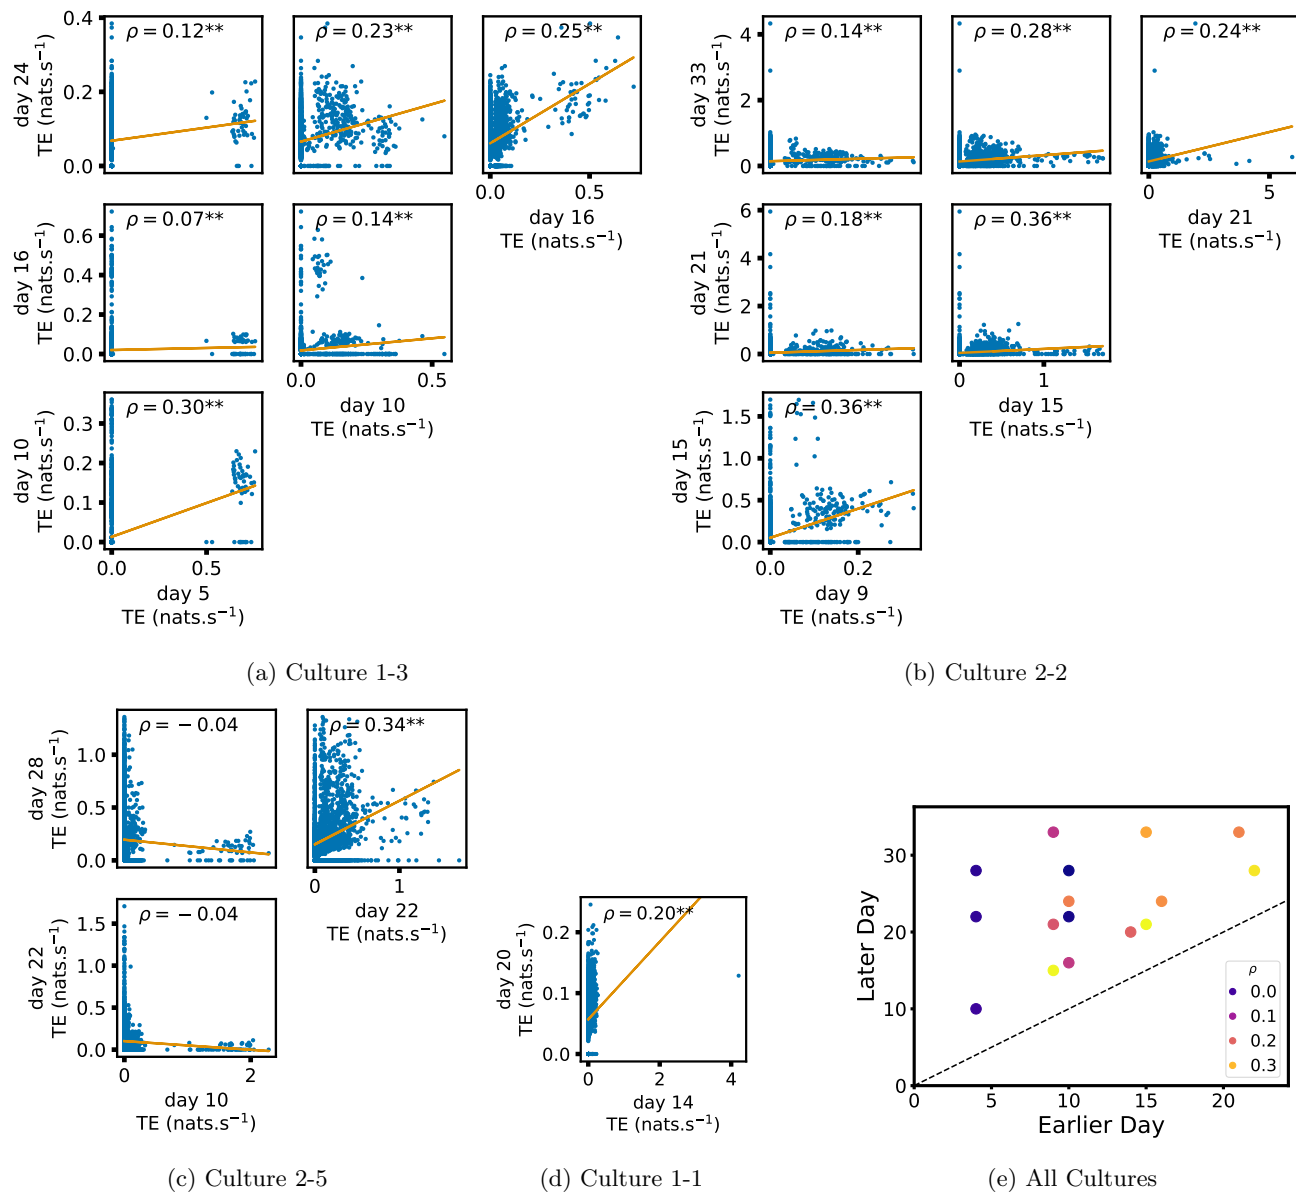 ρ = 0.12**
ρ = 0.23**
ρ = 0.25**
day 24
TE (nats.s⁻¹)
0.4
0.2
0.0
0.0
0.5
day 16
TE (nats.s⁻¹)
ρ = 0.07**
ρ = 0.14**
day 16
TE (nats.s⁻¹)
0.6
0.4
0.2
0.0
0.0
0.5
day 10
TE (nats.s⁻¹)
ρ = 0.30**
day 10
TE (nats.s⁻¹)
0.3
0.2
0.1
0.0
0.0
0.5
day 5
TE (nats.s⁻¹)
(a) Culture 1-3
ρ = 0.14**
ρ = 0.28**
ρ = 0.24**
day 33
TE (nats.s⁻¹)
4
2
0
0
5
day 21
TE (nats.s⁻¹)
ρ = 0.18**
ρ = 0.36**
day 21
TE (nats.s⁻¹)
6
4
2
0
0
1
day 15
TE (nats.s⁻¹)
ρ = 0.36**
day 15
TE (nats.s⁻¹)
1.5
1.0
0.5
0.0
0.0
0.2
day 9
TE (nats.s⁻¹)
(b) Culture 2-2
ρ = −0.04
ρ = 0.34**
day 28
TE (nats.s⁻¹)
1.0
0.5
0.0
0
1
day 22
TE (nats.s⁻¹)
ρ = −0.04
day 22
TE (nats.s⁻¹)
1.5
1.0
0.5
0.0
0
2
day 10
TE (nats.s⁻¹)
(c) Culture 2-5
ρ = 0.20**
day 20
TE (nats.s⁻¹)
0.2
0.1
0.0
0
2
4
day 14
TE (nats.s⁻¹)
(d) Culture 1-1
Later Day
30
20
10
0
0
5
10
15
20
Earlier Day
ρ
0.0
0.1
0.2
0.3
(e) All Cultures